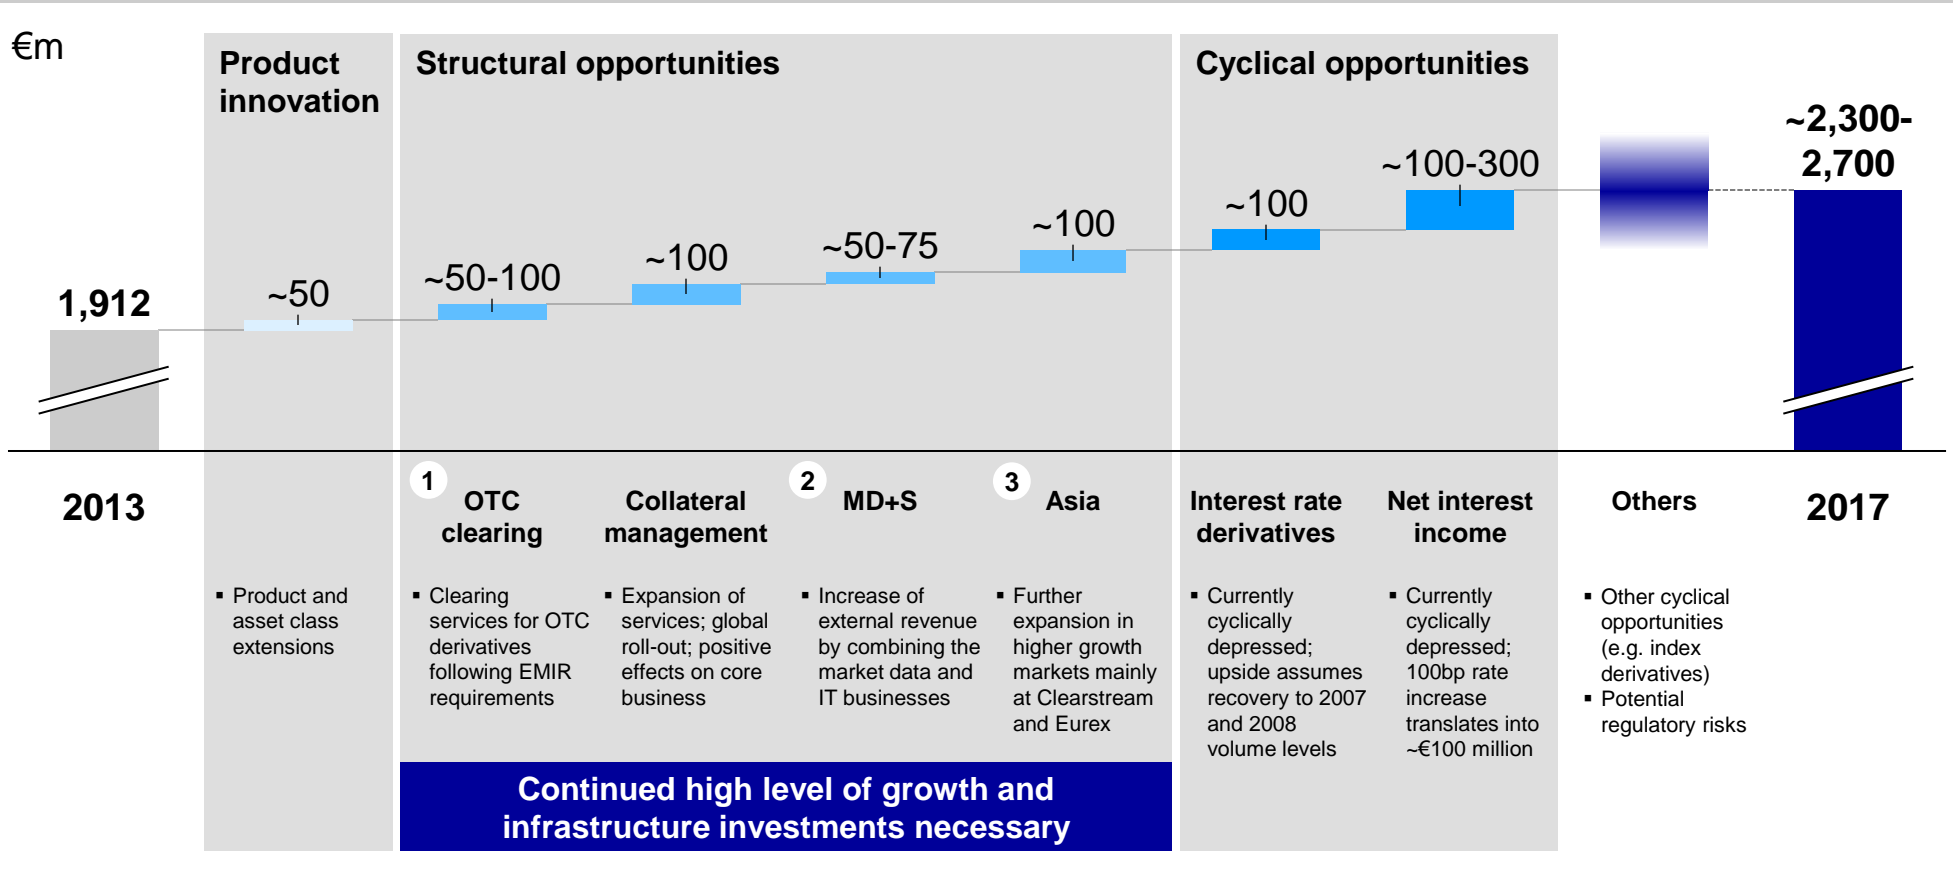 €m
Product
innovation
Structural opportunities
Cyclical opportunities
1,912
~50
~50-100
~100
~50-75
~100
~100
~100-300
~2,300-
2,700
2013
1
OTC
clearing
Collateral
management
2
MD+S
3
Asia
Interest rate
derivatives
Net interest
income
Others
2017
▪ Product and
asset class
extensions
▪ Clearing
services for OTC
derivatives
following EMIR
requirements
▪ Expansion of
services; global
roll-out; positive
effects on core
business
▪ Increase of
external revenue
by combining the
market data and
IT businesses
▪ Further
expansion in
higher growth
markets mainly
at Clearstream
and Eurex
▪ Currently
cyclically
depressed;
upside assumes
recovery to 2007
and 2008
volume levels
▪ Currently
cyclically
depressed;
100bp rate
increase
translates into
~€100 million
▪ Other cyclical
opportunities
(e.g. index
derivatives)
▪ Potential
regulatory risks
Continued high level of growth and
infrastructure investments necessary